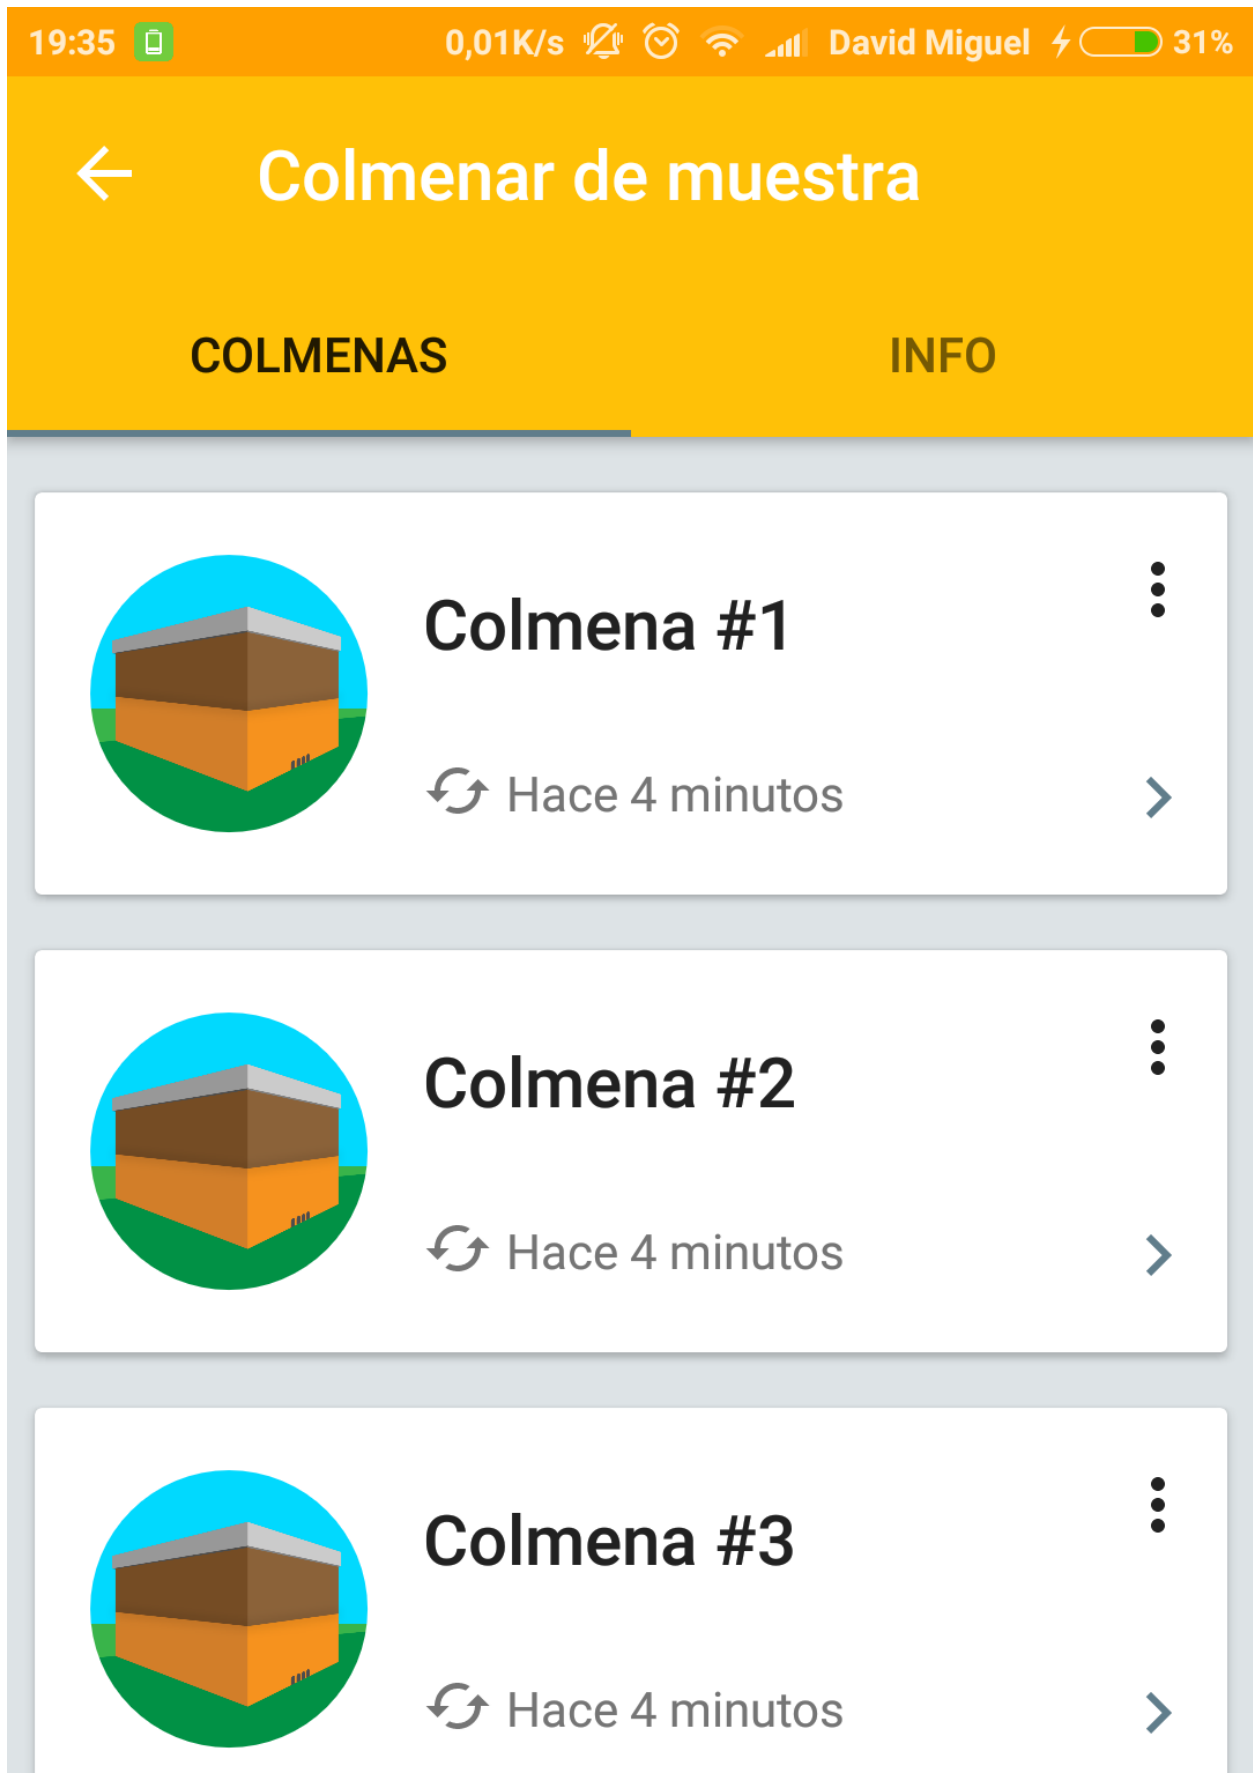 19:35 0,01K/s David Miguel 31%
Colmenar de muestra
COLMENAS INFO
Colmena #1
Hace 4 minutos
Colmena #2
Hace 4 minutos
Colmena #3
Hace 4 minutos